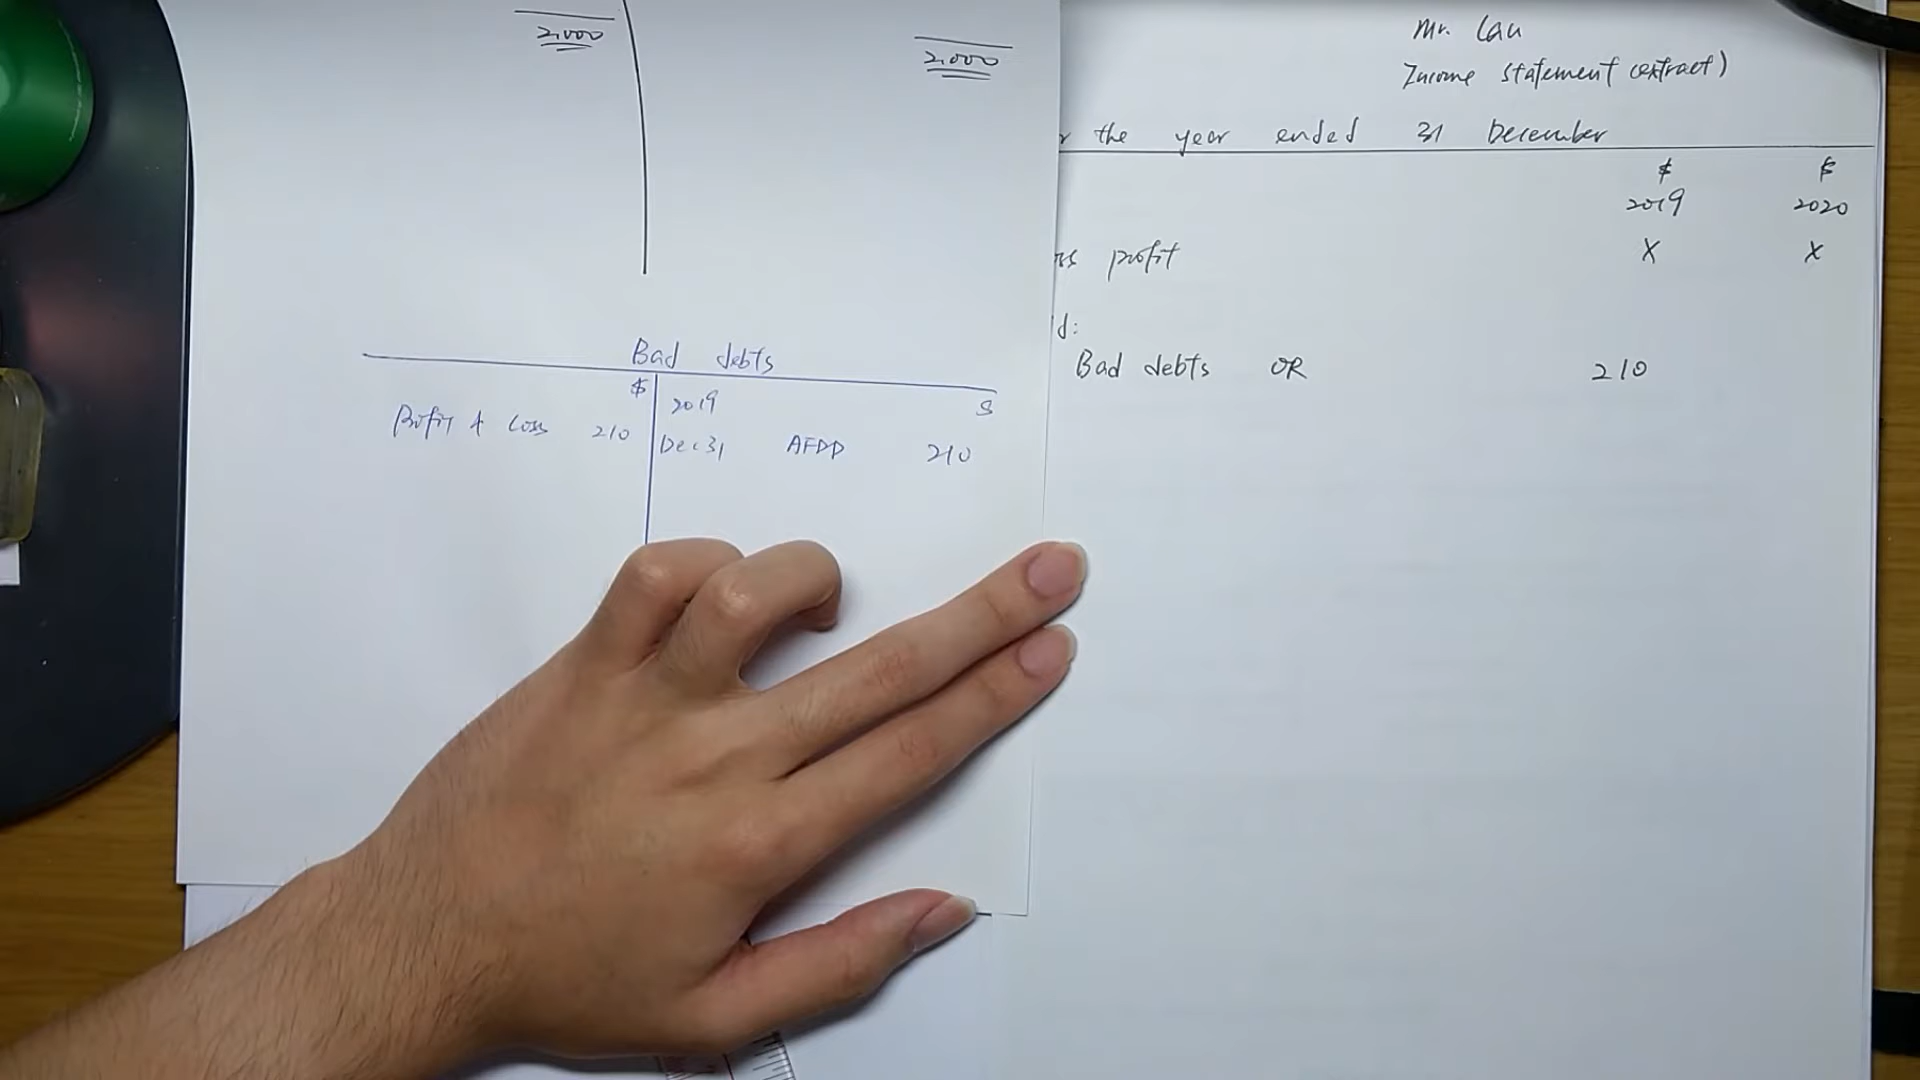 2,000
2,000
Bad debts
$ 2019 $
Profit & Loss 210 Dec 31 AFDD 210
Mr. Lau
Income statement (extract)
the year ended 31 December
$ $
2019 2020
profit X X
d:
Bad debts OR 210